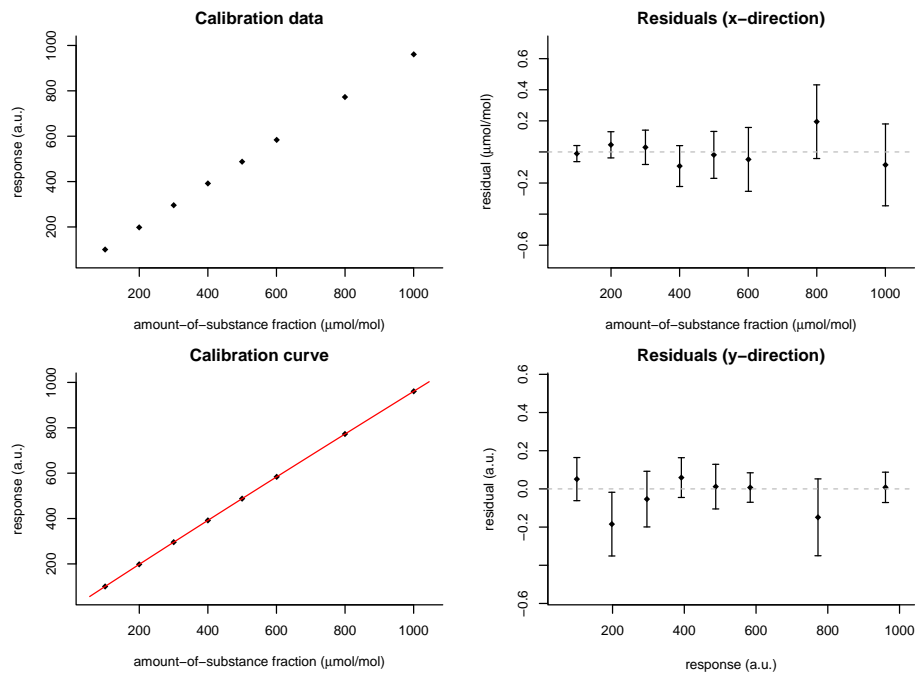 Calibration data
response (a.u.)
1000
800
600
400
200
200 400 600 800 1000
amount−of−substance fraction (μmol/mol)
Residuals (x−direction)
residual (μmol/mol)
0.6
0.4
0.2
−0.2
−0.6
200 400 600 800 1000
amount−of−substance fraction (μmol/mol)
Calibration curve
response (a.u.)
1000
800
600
400
200
200 400 600 800 1000
amount−of−substance fraction (μmol/mol)
Residuals (y−direction)
residual (a.u.)
0.6
0.4
0.2
0.0
−0.2
−0.6
200 400 600 800 1000
response (a.u.)